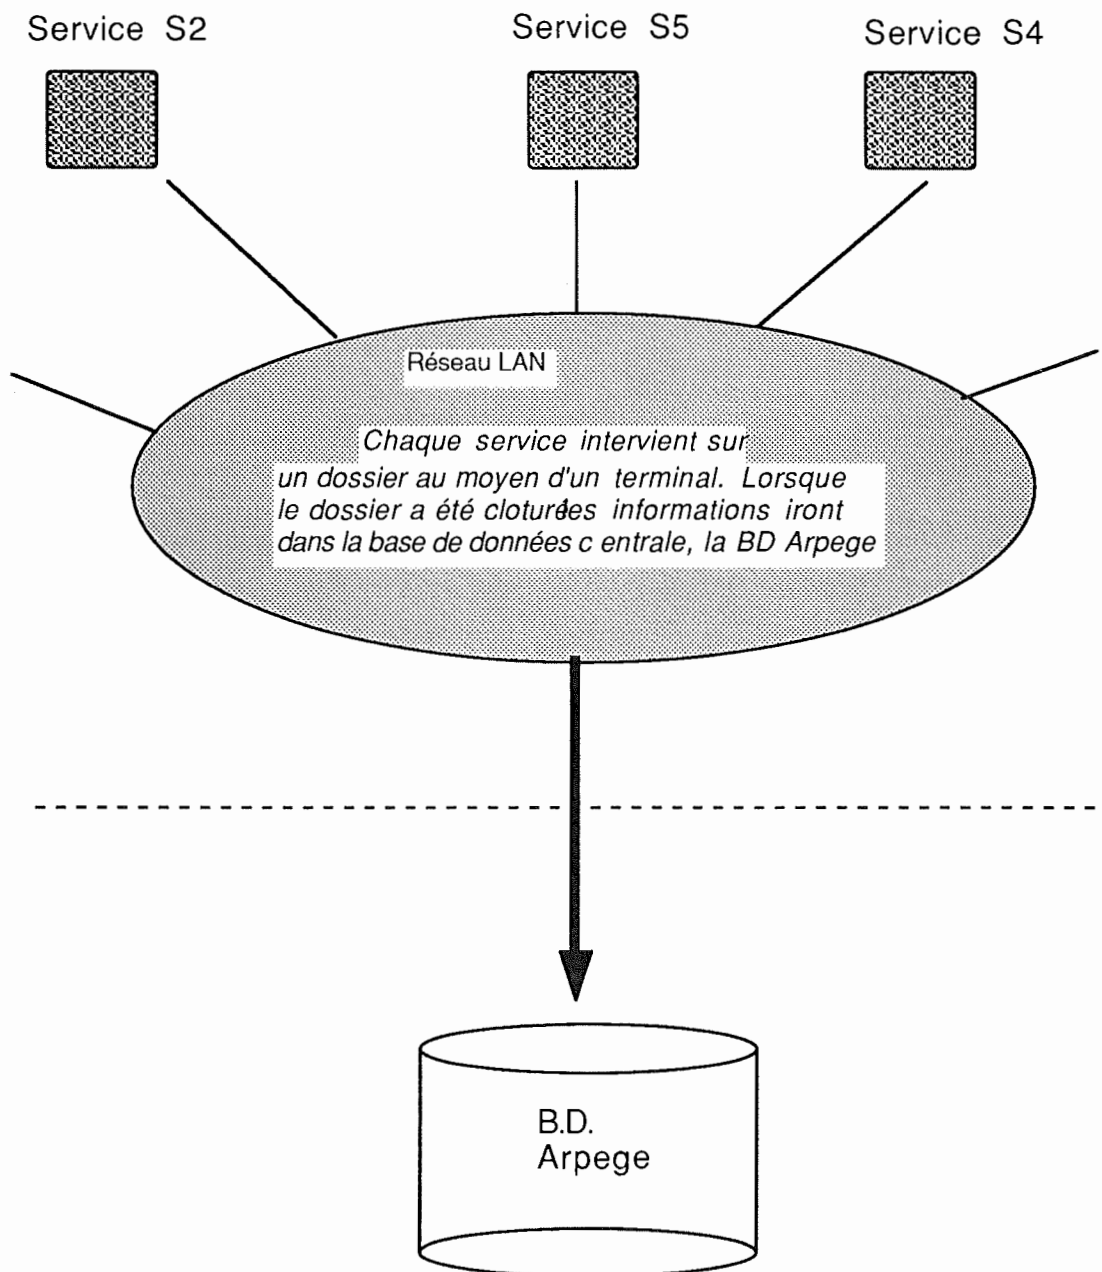 Service S2
Service S5
Service S4
Réseau LAN
Chaque service intervient sur
un dossier au moyen d'un terminal. Lorsque
le dossier a été cloturé les informations iront
dans la base de données c entrale, la BD Arpege
B.D.
Arpege